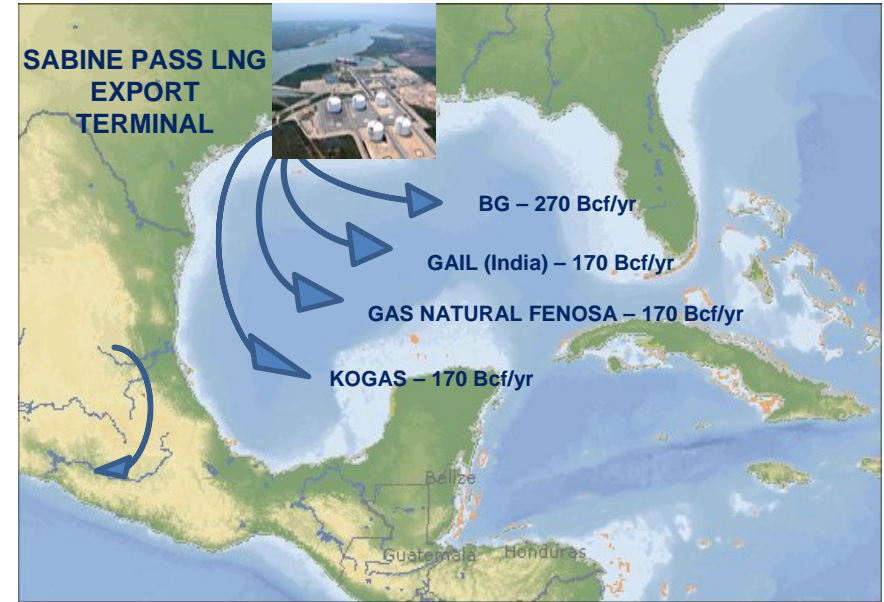 SABINE PASS LNG
EXPORT
TERMINAL
BG – 270 Bcf/yr
GAIL (India) – 170 Bcf/yr
GAS NATURAL FENOSA – 170 Bcf/yr
KOGAS – 170 Bcf/yr
Belize
Guatemala
Honduras